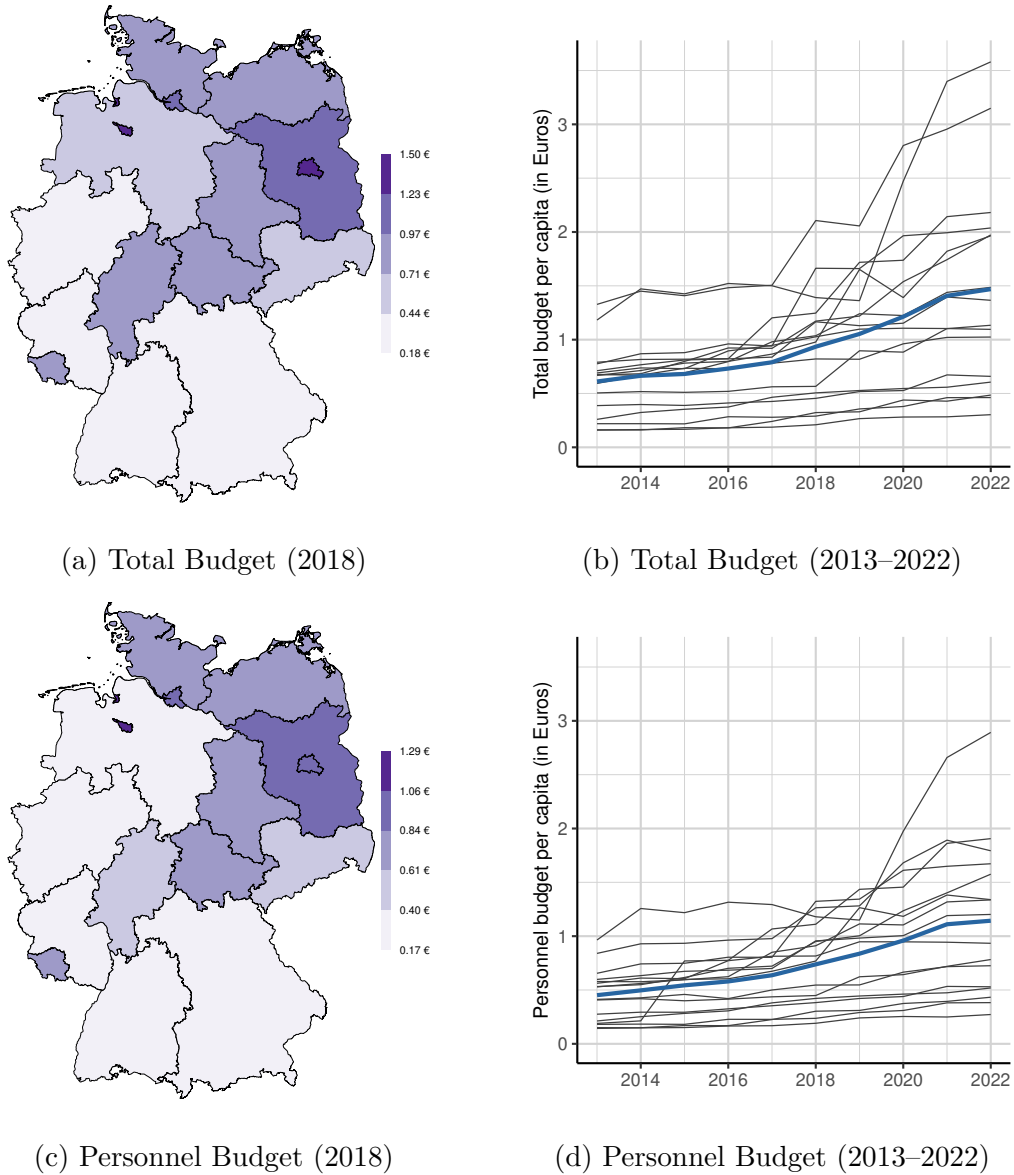 1.50 €
1.23 €
0.97 €
0.71 €
0.44 €
0.18 €
Total budget per capita (in Euros)
3
2
1
0
2014 2016 2018 2020 2022
(a) Total Budget (2018)
(b) Total Budget (2013–2022)
1.29 €
1.06 €
0.84 €
0.61 €
0.40 €
0.17 €
Personnel budget per capita (in Euros)
3
2
1
0
2014 2016 2018 2020 2022
(c) Personnel Budget (2018)
(d) Personnel Budget (2013–2022)